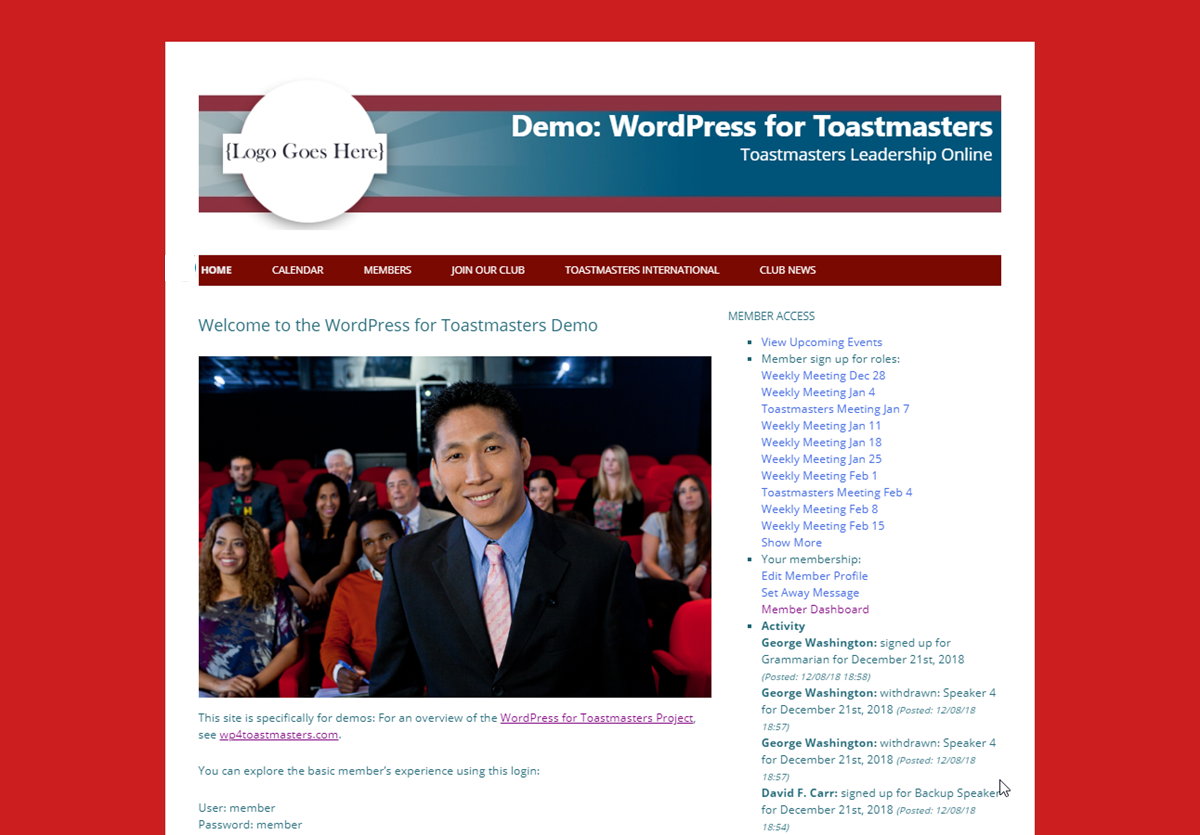 {Logo Goes Here}
Demo: WordPress for Toastmasters
Toastmasters Leadership Online
HOME CALENDAR MEMBERS JOIN OUR CLUB TOASTMASTERS INTERNATIONAL CLUB NEWS
Welcome to the WordPress for Toastmasters Demo
This site is specifically for demos: For an overview of the WordPress for Toastmasters Project,
see wp4toastmasters.com.
You can explore the basic member's experience using this login:
User: member
Password: member
MEMBER ACCESS
View Upcoming Events
Member sign up for roles:
Weekly Meeting Dec 28
Weekly Meeting Jan 4
Toastmasters Meeting Jan 7
Weekly Meeting Jan 11
Weekly Meeting Jan 18
Weekly Meeting Jan 25
Weekly Meeting Feb 1
Toastmasters Meeting Feb 4
Weekly Meeting Feb 8
Weekly Meeting Feb 15
Show More
Your membership:
Edit Member Profile
Set Away Message
Member Dashboard
Activity
George Washington: signed up for
Grammarian for December 21st, 2018
(Posted: 12/08/18 18:58)
George Washington: withdrawn: Speaker 4
for December 21st, 2018 (Posted: 12/08/18
18:57)
George Washington: withdrawn: Speaker 4
for December 21st, 2018 (Posted: 12/08/18
18:57)
David F. Carr: signed up for Backup Speaker
for December 21st, 2018 (Posted: 12/08/18
18:54)